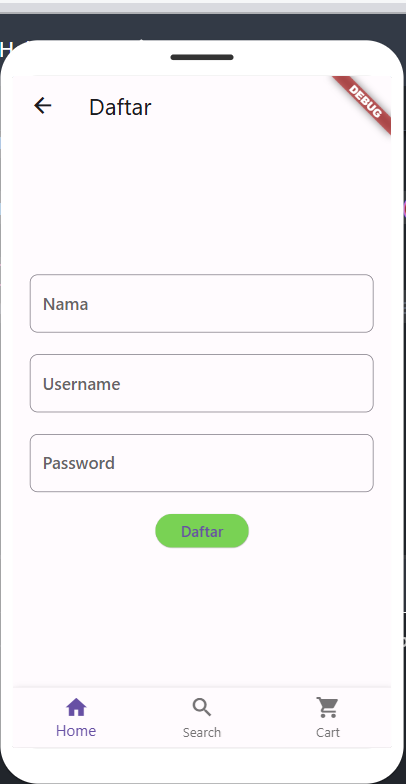 Daftar
DEBUG
Nama
Username
Password
Daftar
Home
Search
Cart